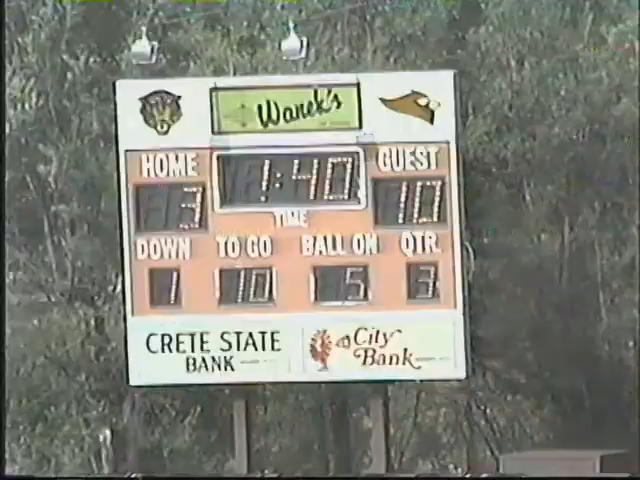 Wanek's
HOME 1:40 GUEST
3 TIME 10
DOWN TO GO BALL ON QTR.
1 10 5 3
CRETE STATE BANK
City Bank